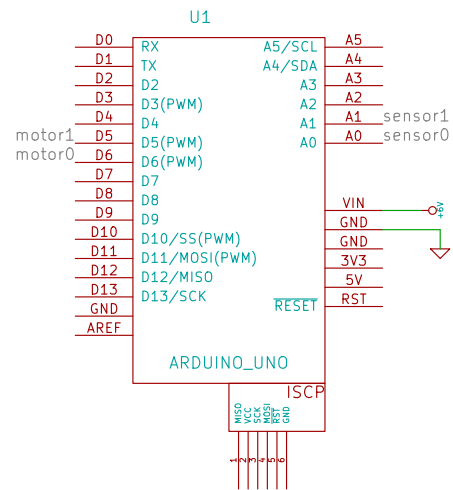 U1
D0 RX A5/SCL A5
D1 TX A4/SDA A4
D2 D2 A3 A3
D3 D3(PWM) A2 A2
D4 D4 A1 A1 sensor1
motor1 D5 D5(PWM) A0 A0 sensor0
motor0 D6 D6(PWM)
D7 D7
D8 D8 VIN +6V
D9 D9 GND
D10 D10/SS(PWM) GND
D11 D11/MOSI(PWM) 3V3
D12 D12/MISO 5V
D13 D13/SCK RESET RST
GND
AREF
ARDUINO_UNO
ISCP
MISO VCC SCK MOSI RST GND
1 2 3 4 5 6